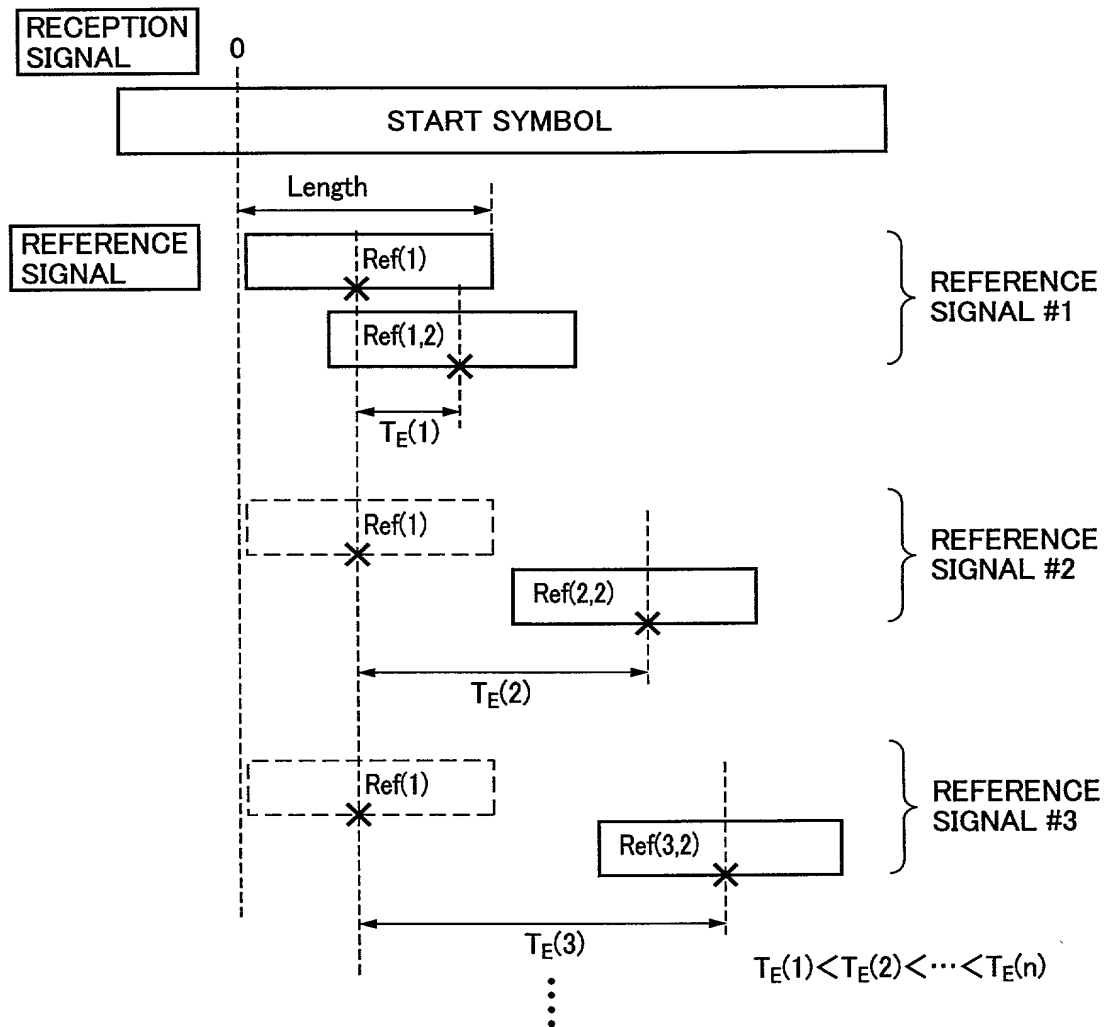 RECEPTION
SIGNAL
0
START SYMBOL
Length
REFERENCE
SIGNAL
Ref(1)
Ref(1,2)
REFERENCE
SIGNAL #1
T_E(1)
Ref(1)
Ref(2,2)
REFERENCE
SIGNAL #2
T_E(2)
Ref(1)
Ref(3,2)
REFERENCE
SIGNAL #3
T_E(3)
T_E(1)<T_E(2)<⋯<T_E(n)